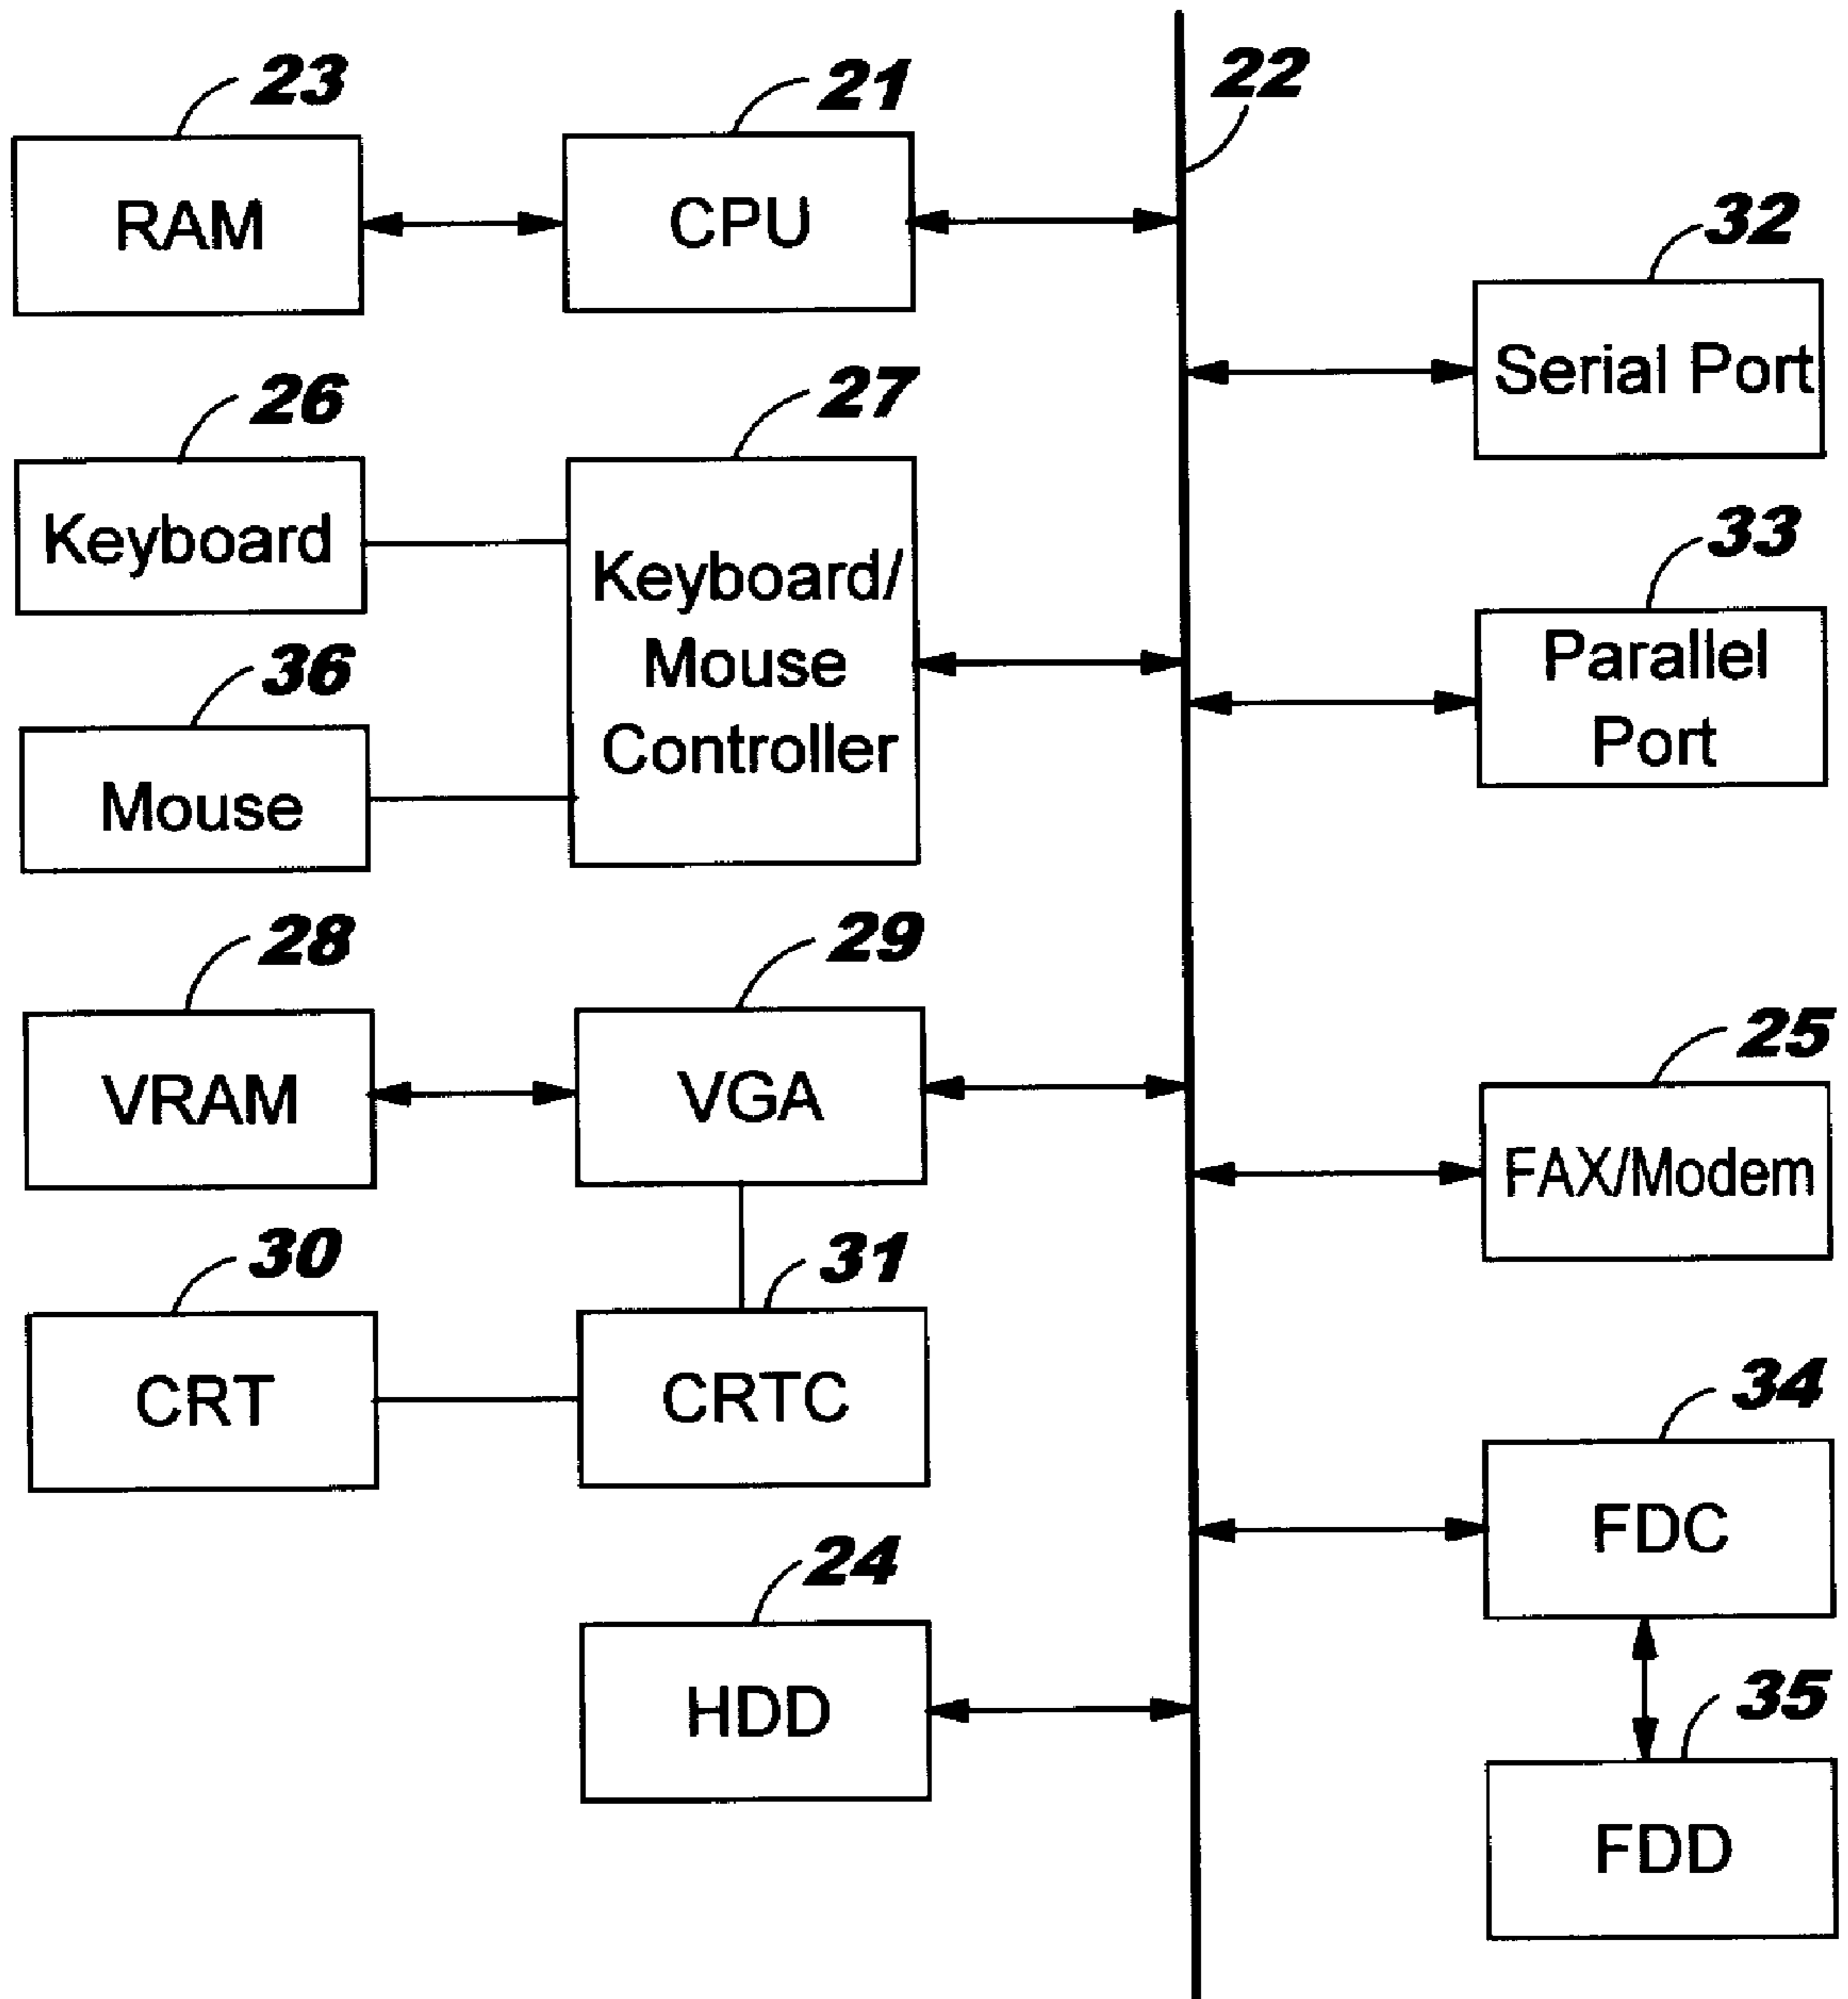 23
21
22
RAM
CPU
32
Serial Port
26
27
Keyboard
Keyboard/
Mouse
Controller
33
Parallel
Port
36
Mouse
28
29
VRAM
VGA
25
FAX/Modem
30
31
CRT
CRTC
34
FDC
24
HDD
35
FDD